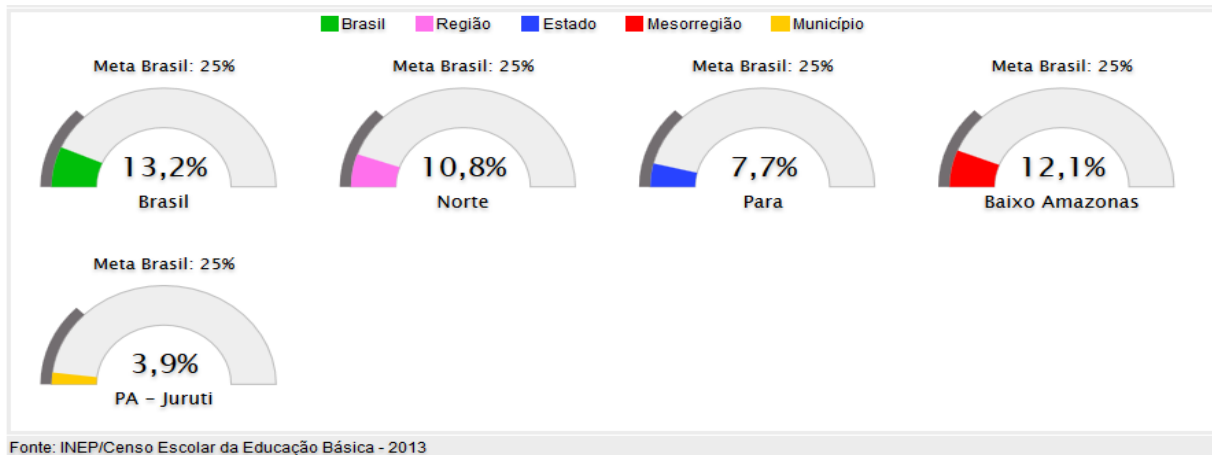 Brasil Região Estado Mesorregião Município
Meta Brasil: 25% Meta Brasil: 25% Meta Brasil: 25% Meta Brasil: 25%
13,2% 10,8% 7,7% 12,1%
Brasil Norte Para Baixo Amazonas
Meta Brasil: 25%
3,9%
PA - Juruti
Fonte: INEP/Censo Escolar da Educação Básica - 2013